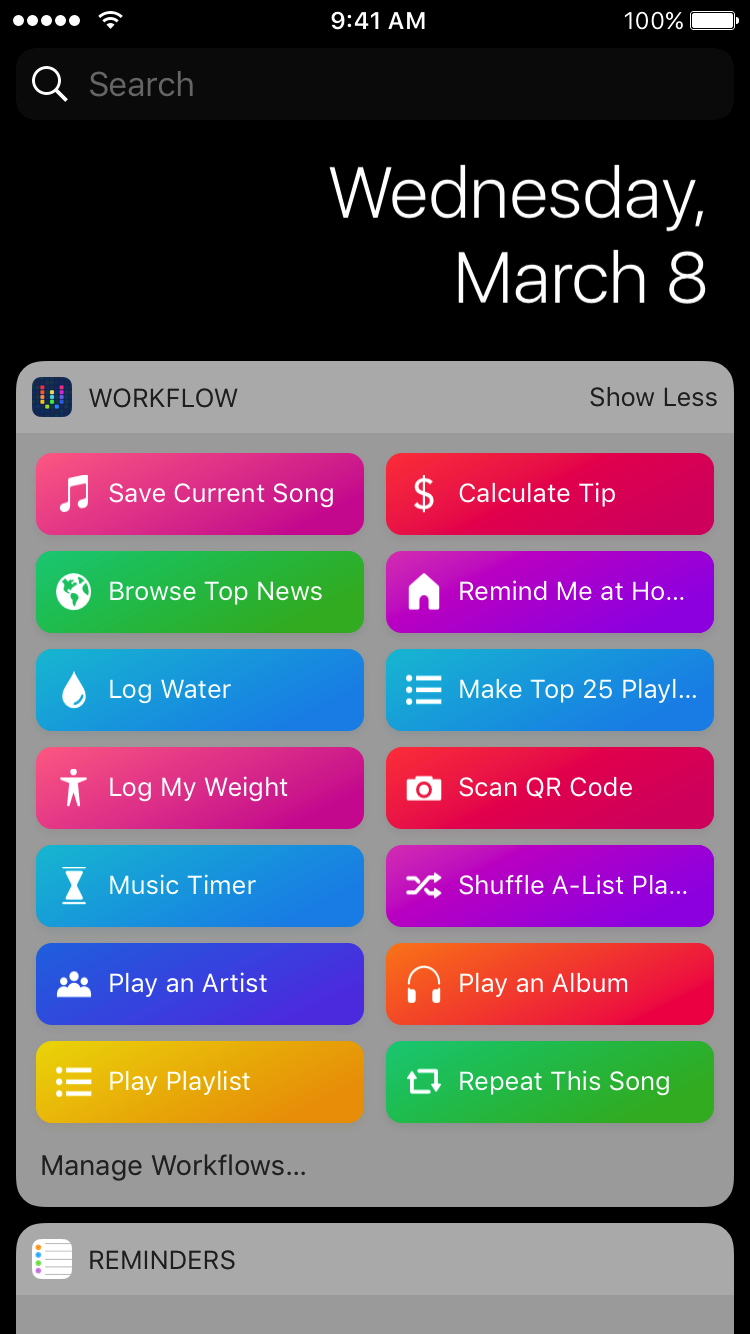 9:41 AM
100%
Search
Wednesday,
March 8
WORKFLOW
Show Less
Save Current Song
Calculate Tip
Browse Top News
Remind Me at Ho...
Log Water
Make Top 25 Playl...
Log My Weight
Scan QR Code
Music Timer
Shuffle A-List Pla...
Play an Artist
Play an Album
Play Playlist
Repeat This Song
Manage Workflows...
REMINDERS